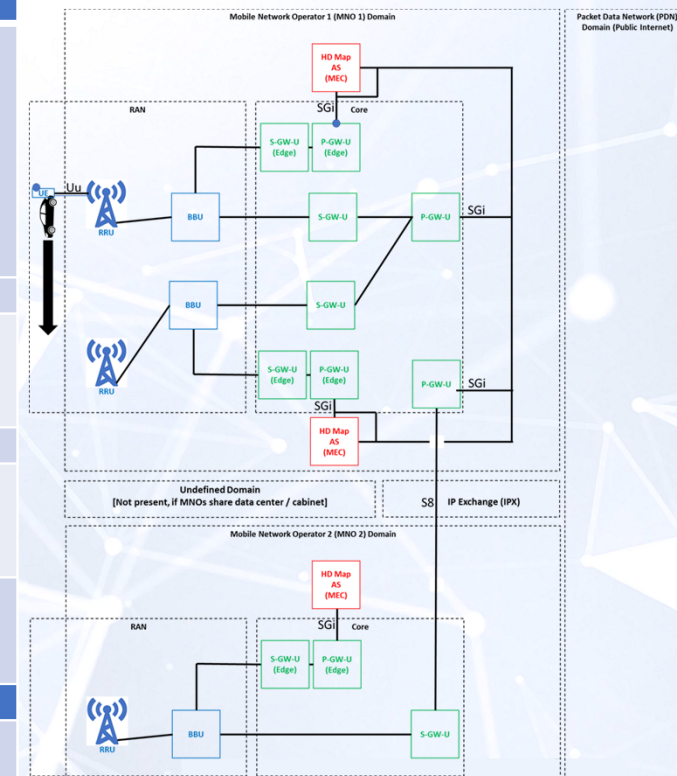 Mobile Network Operator 1 (MNO 1) Domain
Packet Data Network (PDN)
Domain (Public Internet)
HD Map
AS
(MEC)
SGi
RAN
Core
S-GW-U
(Edge)
P-GW-U
(Edge)
UE
Uu
RRU
BBU
S-GW-U
P-GW-U
SGi
BBU
S-GW-U
RRU
S-GW-U
(Edge)
P-GW-U
(Edge)
P-GW-U
SGi
SGi
HD Map
AS
(MEC)
Undefined Domain
[Not present, if MNOs share data center / cabinet]
S8
IP Exchange (IPX)
Mobile Network Operator 2 (MNO 2) Domain
HD Map
AS
(MEC)
SGi
RAN
Core
S-GW-U
(Edge)
P-GW-U
(Edge)
RRU
BBU
S-GW-U